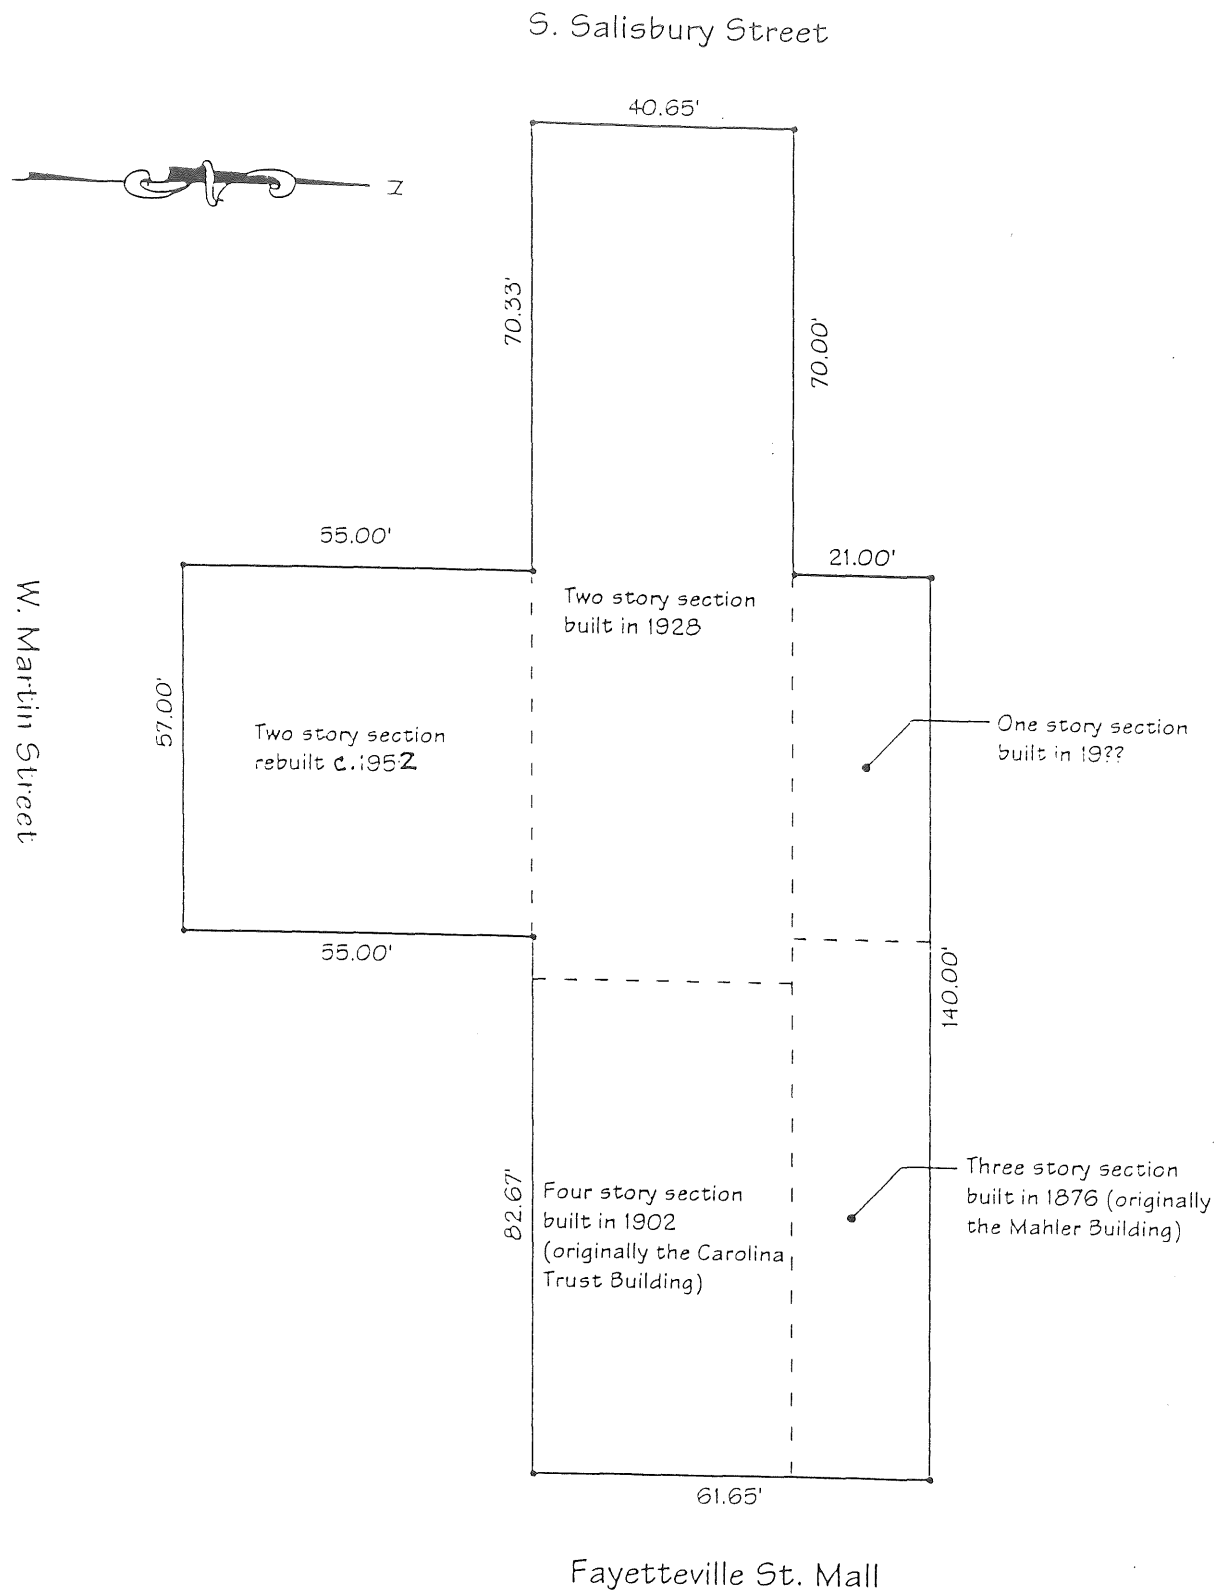 S. Salisbury Street
40.65'
N
70.33'
70.00'
55.00'
21.00'
Two story section
built in 1928
W. Martin Street
57.00'
Two story section
rebuilt c.1952
One story section
built in 19??
55.00'
140.00'
82.67'
Four story section
built in 1902
(originally the Carolina
Trust Building)
Three story section
built in 1876 (originally
the Mahler Building)
61.65'
Fayetteville St. Mall